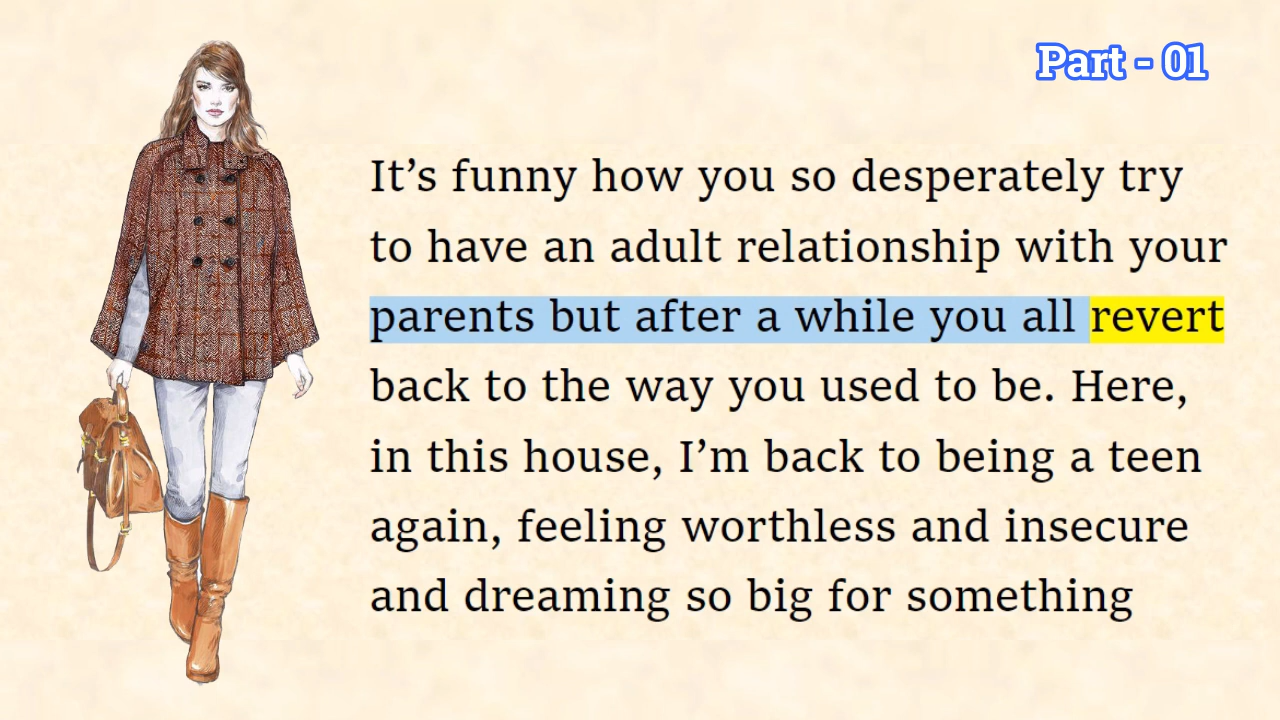 Part - 01
It’s funny how you so desperately try
to have an adult relationship with your
parents but after a while you all revert
back to the way you used to be. Here,
in this house, I’m back to being a teen
again, feeling worthless and insecure
and dreaming so big for something